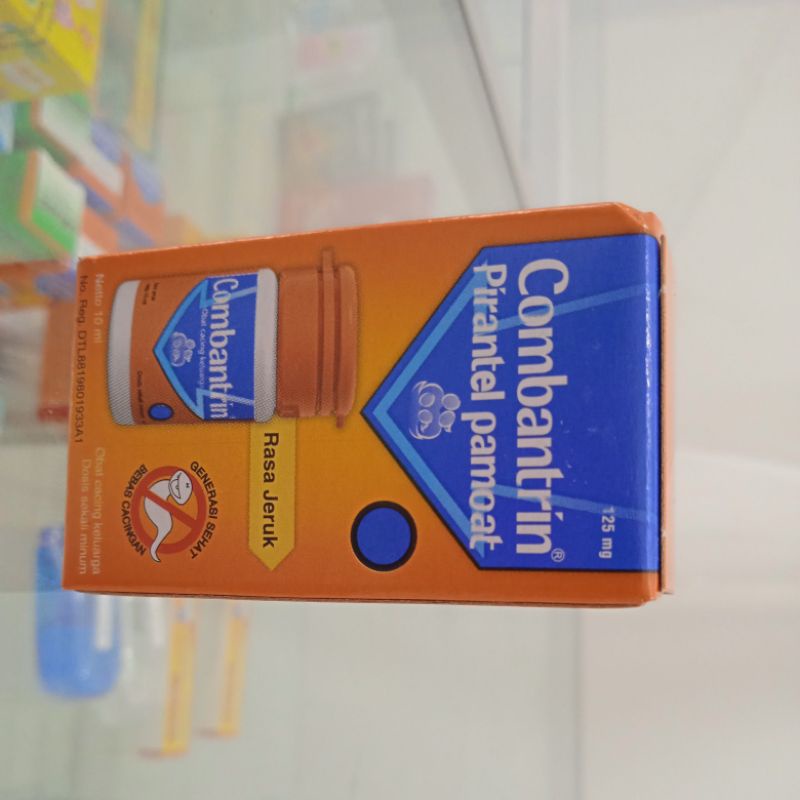 125 mg
Combantrin®
Pirantel pamoat
Rasa Jeruk
Combantrin
Obat cacing keluarga
GENERASI SEHAT
BEBAS CACINGAN
Netto 10 ml
No. Reg. DTL8819801933A1
Obat cacing keluarga
Dosis sekali minum